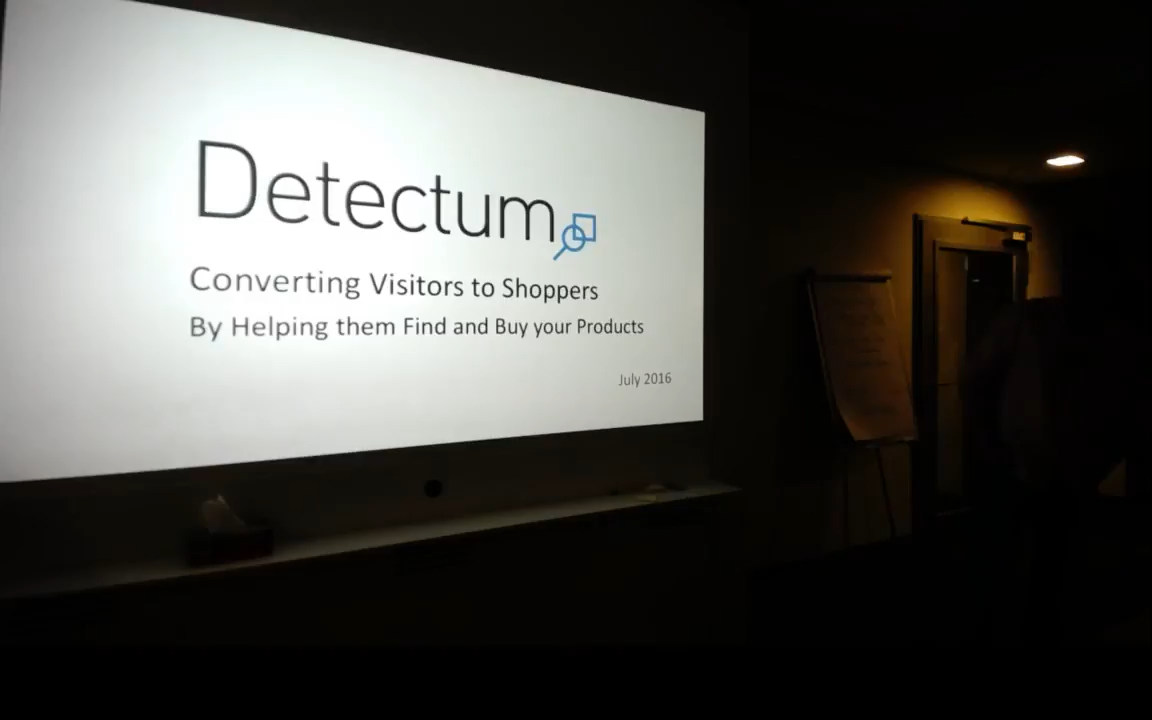 Detectum
Converting Visitors to Shoppers
By Helping them Find and Buy your Products
July 2016